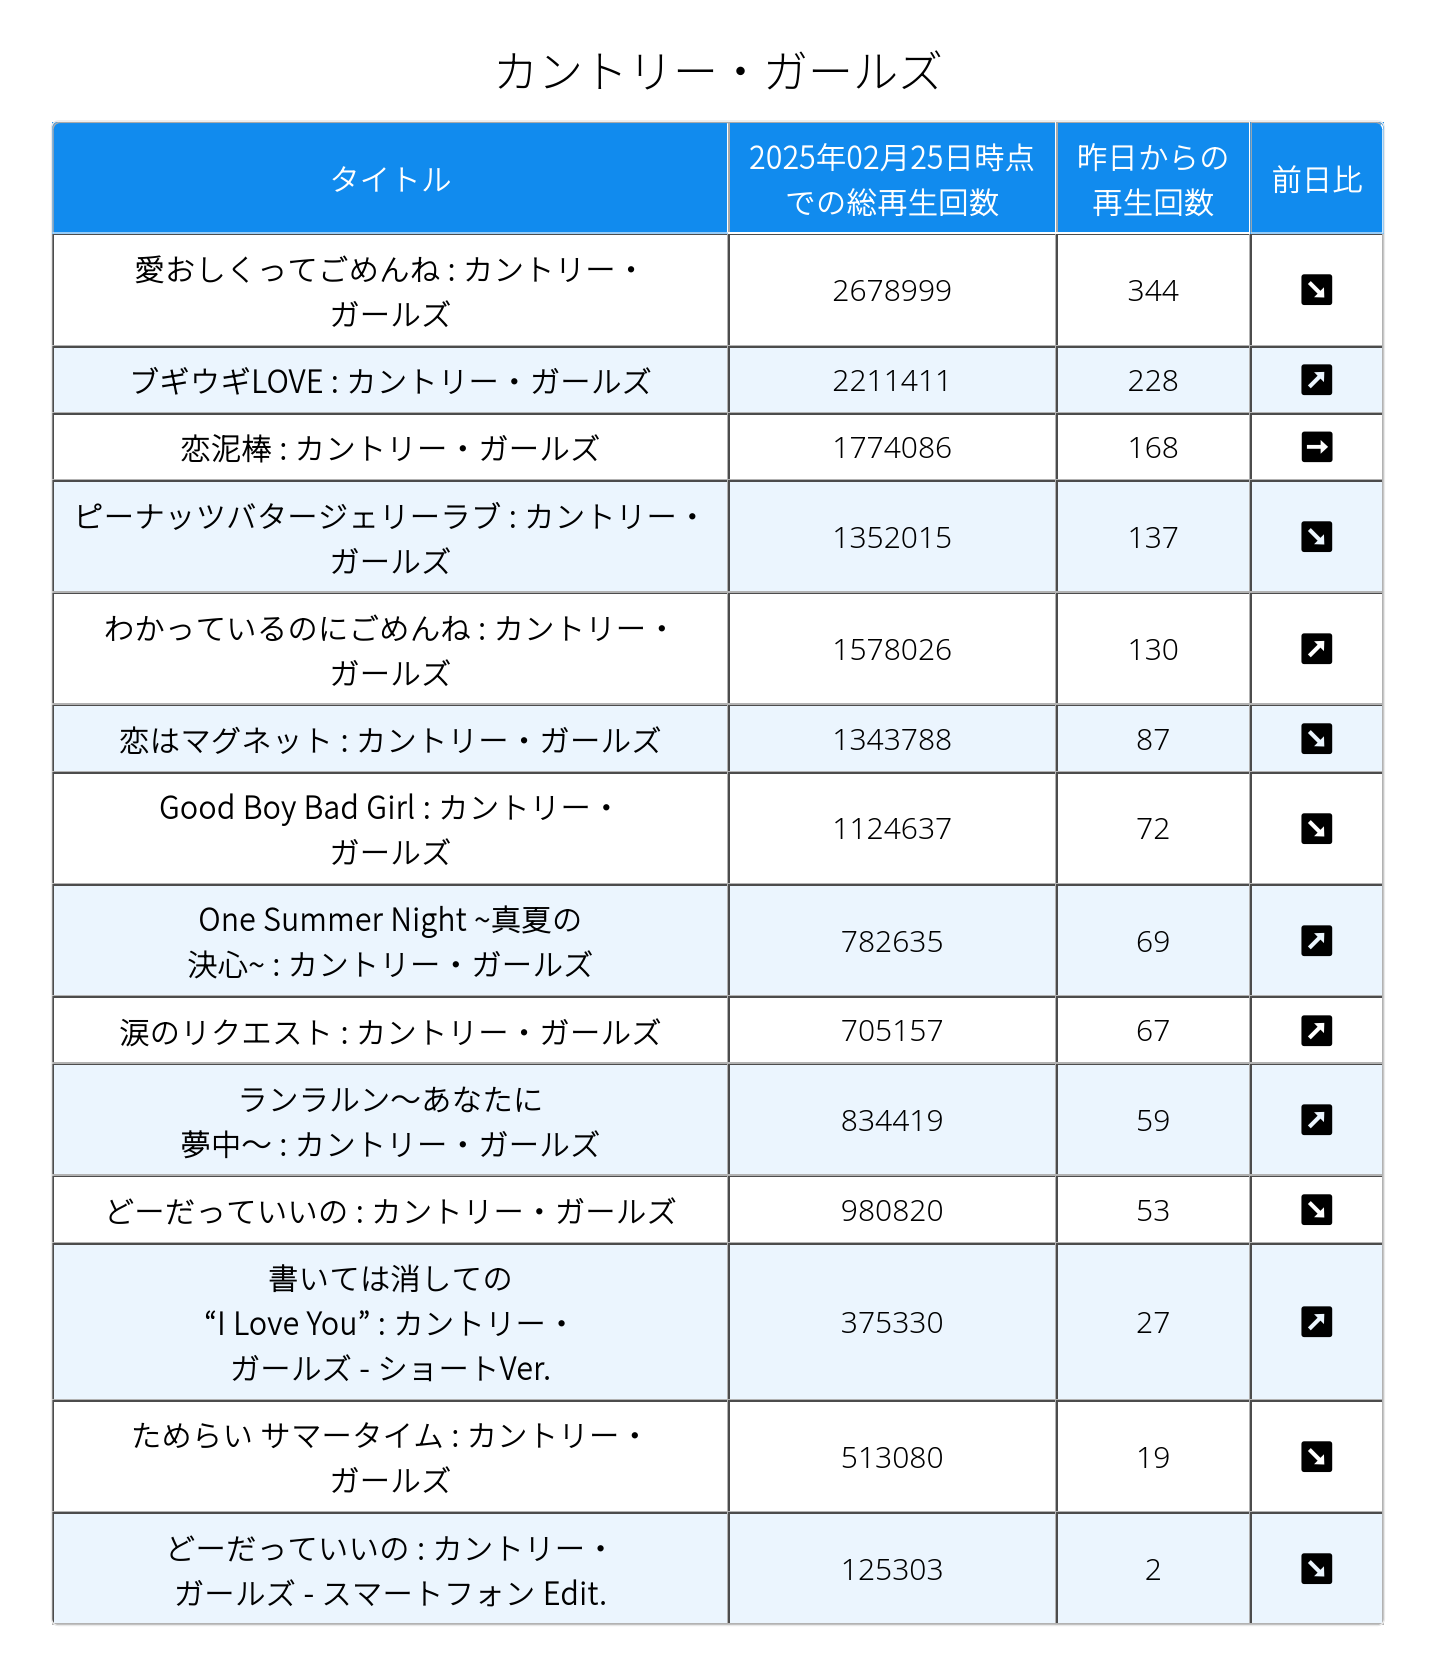 カントリー・ガールズ
タイトル
2025年02月25日時点
での総再生回数
昨日からの
再生回数
前日比
愛おしくってごめんね : カントリー・
ガールズ
2678999
344
ブギウギLOVE : カントリー・ガールズ
2211411
228
恋泥棒 : カントリー・ガールズ
1774086
168
ピーナッツバタージェリーラブ : カントリー・
ガールズ
1352015
137
わかっているのにごめんね : カントリー・
ガールズ
1578026
130
恋はマグネット : カントリー・ガールズ
1343788
87
Good Boy Bad Girl : カントリー・
ガールズ
1124637
72
One Summer Night ~真夏の
決心~ : カントリー・ガールズ
782635
69
涙のリクエスト : カントリー・ガールズ
705157
67
ランラルン～あなたに
夢中～ : カントリー・ガールズ
834419
59
どーだっていいの : カントリー・ガールズ
980820
53
書いては消しての
“I Love You” : カントリー・
ガールズ - ショートVer.
375330
27
ためらい サマータイム : カントリー・
ガールズ
513080
19
どーだっていいの : カントリー・
ガールズ - スマートフォン Edit.
125303
2